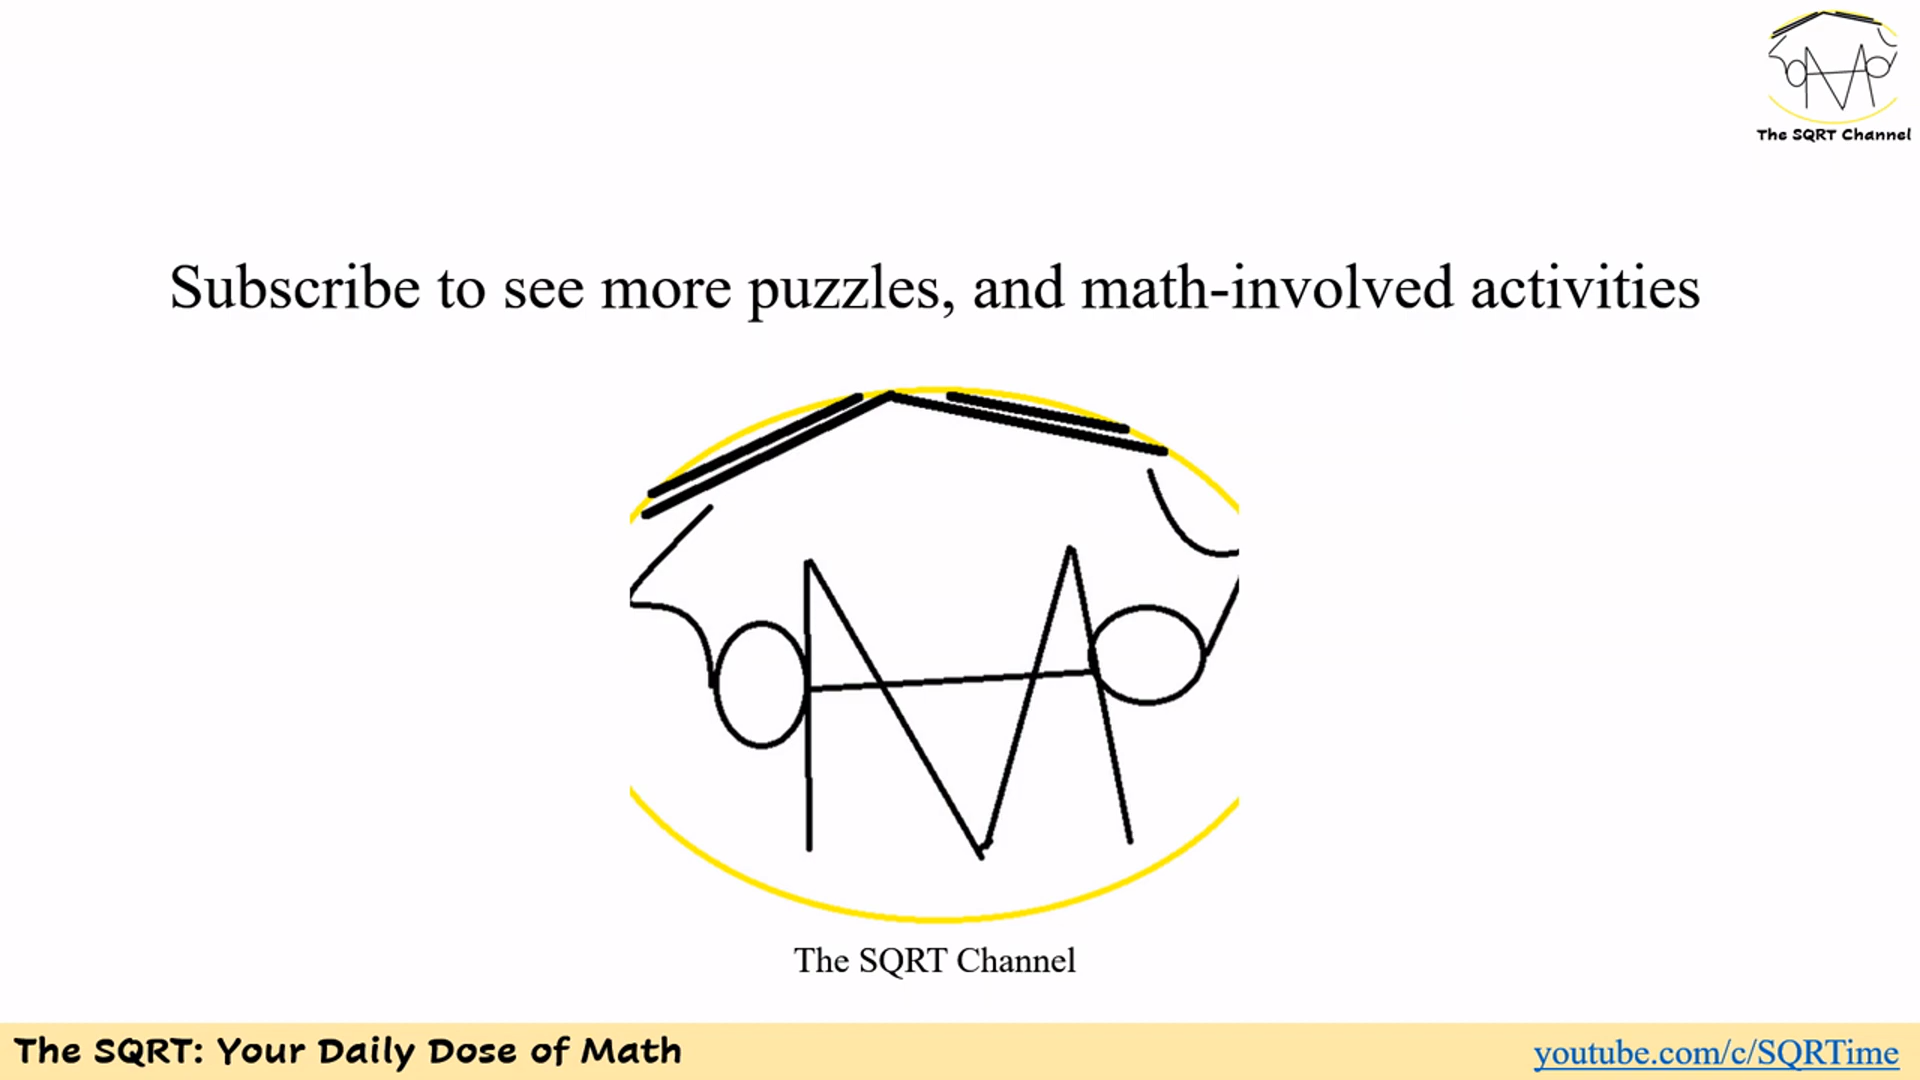 The SQRT Channel
Subscribe to see more puzzles, and math-involved activities
The SQRT Channel
The SQRT: Your Daily Dose of Math
youtube.com/c/SQRTime